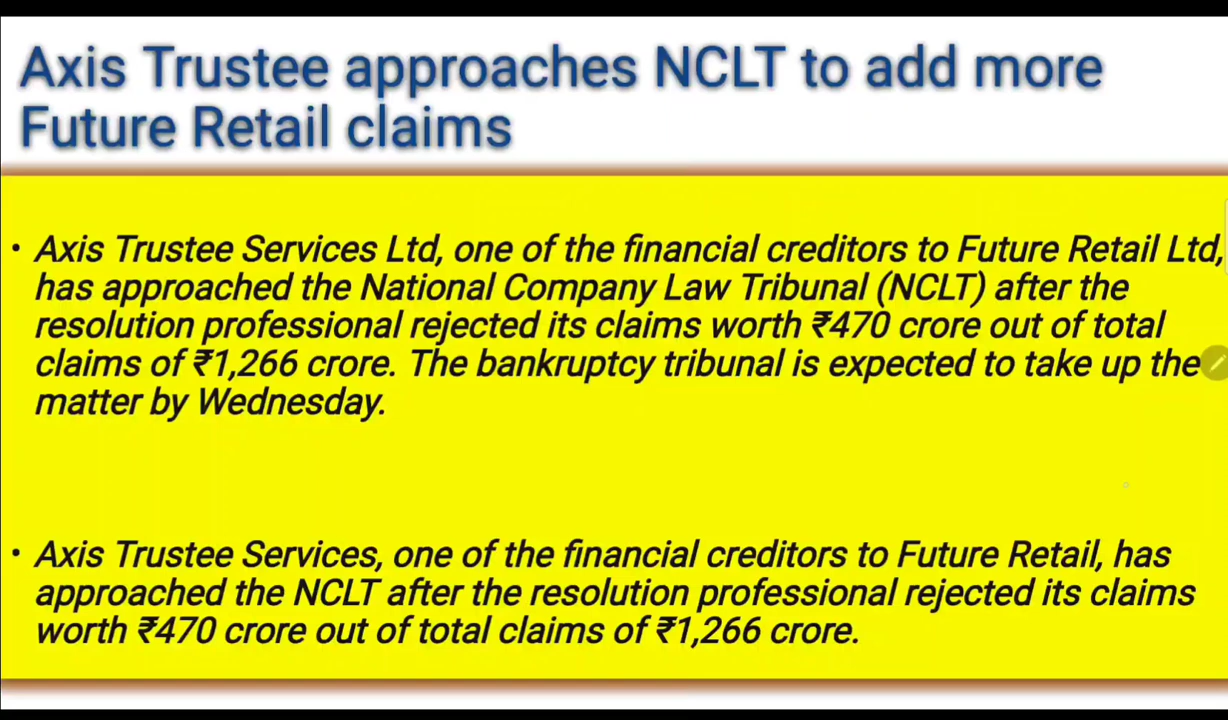 Axis Trustee approaches NCLT to add more
Future Retail claims
• Axis Trustee Services Ltd, one of the financial creditors to Future Retail Ltd,
has approached the National Company Law Tribunal (NCLT) after the
resolution professional rejected its claims worth ₹470 crore out of total
claims of ₹1,266 crore. The bankruptcy tribunal is expected to take up the
matter by Wednesday.
• Axis Trustee Services, one of the financial creditors to Future Retail, has
approached the NCLT after the resolution professional rejected its claims
worth ₹470 crore out of total claims of ₹1,266 crore.